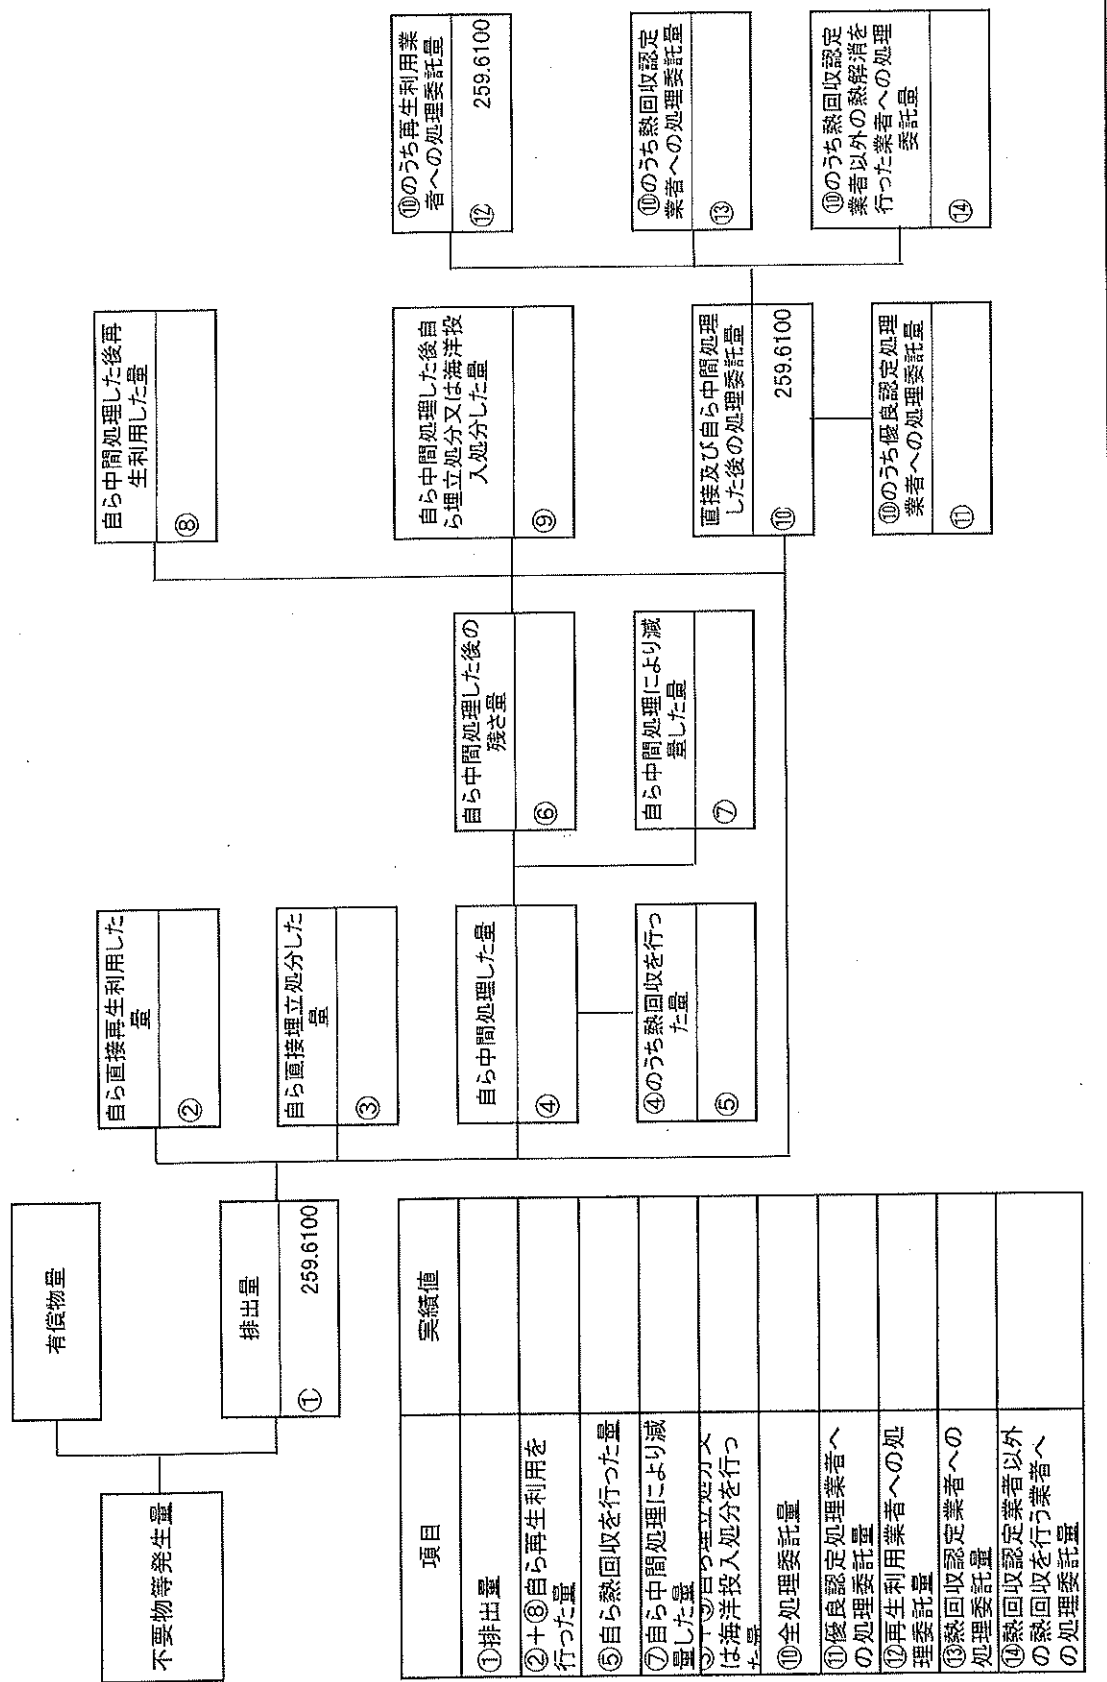 不要物等発生量
有償物量
排出量
① 259.6100
自ら直接再生利用した
量
②
自ら直接埋立処分した
量
③
自ら中間処理した量
④
④のうち熱回収を行っ
た量
⑤
自ら中間処理した後の
残さ量
⑥
自ら中間処理により減
量した量
⑦
自ら中間処理した後再
生利用した量
⑧
自ら中間処理した後自
ら埋立処分又は海洋投
入処分した量
⑨
直接及び自ら中間処理
した後の処理委託量
⑩ 259.6100
⑩のうち優良認定処理
業者への処理委託量
⑪
⑩のうち再生利用業
者への処理委託量
⑫ 259.6100
⑩のうち熱回収認定
業者への処理委託量
⑬
⑩のうち熱回収認定
業者以外の熱解消を
行った業者への処理
委託量
⑭
項目 実績値
①排出量
②+⑧自ら再生利用を
行った量
⑤自ら熱回収を行った量
⑦自ら中間処理により減
量した量
③+⑨自ら埋立処分又
は海洋投入処分を行っ
た量
⑩全処理委託量
⑪優良認定処理業者へ
の処理委託量
⑫再生利用業者への処
理委託量
⑬熱回収認定業者への
処理委託量
⑭熱回収認定業者以外
の熱回収を行う業者へ
の処理委託量